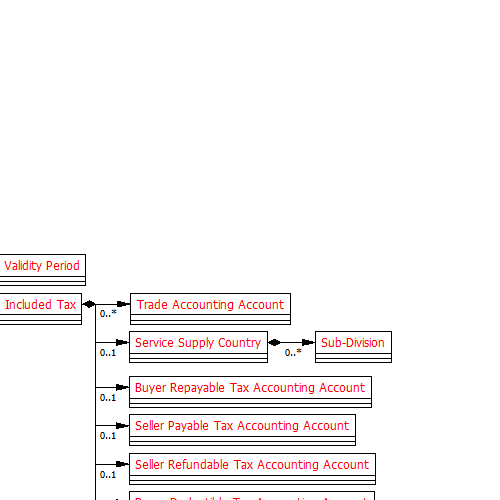 Validity Period
Included Tax
0..*
Trade Accounting Account
0..1
Service Supply Country
0..*
Sub-Division
0..1
Buyer Repayable Tax Accounting Account
0..1
Seller Payable Tax Accounting Account
0..1
Seller Refundable Tax Accounting Account